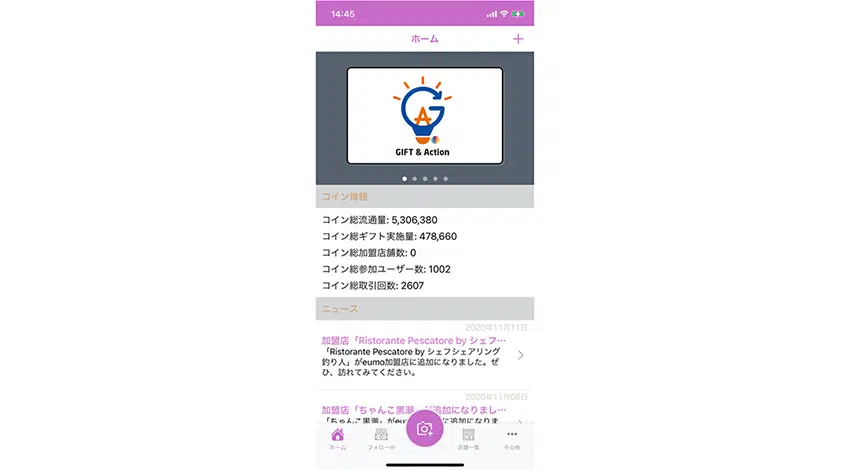 14:45
ホーム
GIFT & Action
コイン情報
コイン総流通量: 5,306,380
コイン総ギフト実施量: 478,660
コイン総加盟店舗数: 0
コイン総参加ユーザー数: 1002
コイン総取引回数: 2607
ニュース
2020年11月11日
加盟店「Ristorante Pescatore by シェフ…
「Ristorante Pescatore by シェフシェアリング
釣り人」がeumo加盟店に追加になりました。ぜ
ひ、訪れてみてください。
2020年11月06日
加盟店「ちゃんこ黒潮」が追加になりまし…
「ちゃんこ黒潮」が
に追加になりま
ホーム
フォロー中
店舗一覧
その他